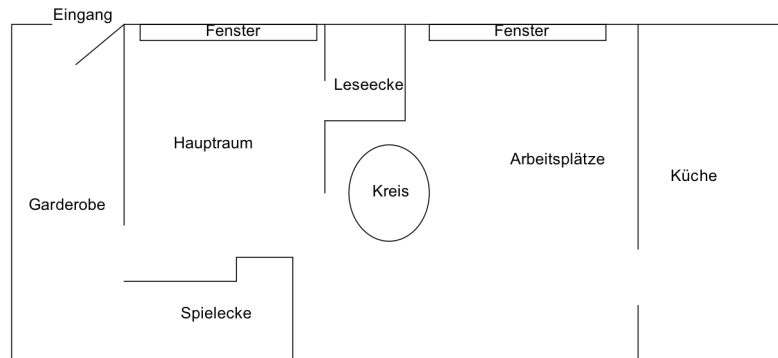 Eingang
Fenster
Fenster
Leseecke
Hauptraum
Arbeitsplätze
Küche
Kreis
Garderobe
Spielecke